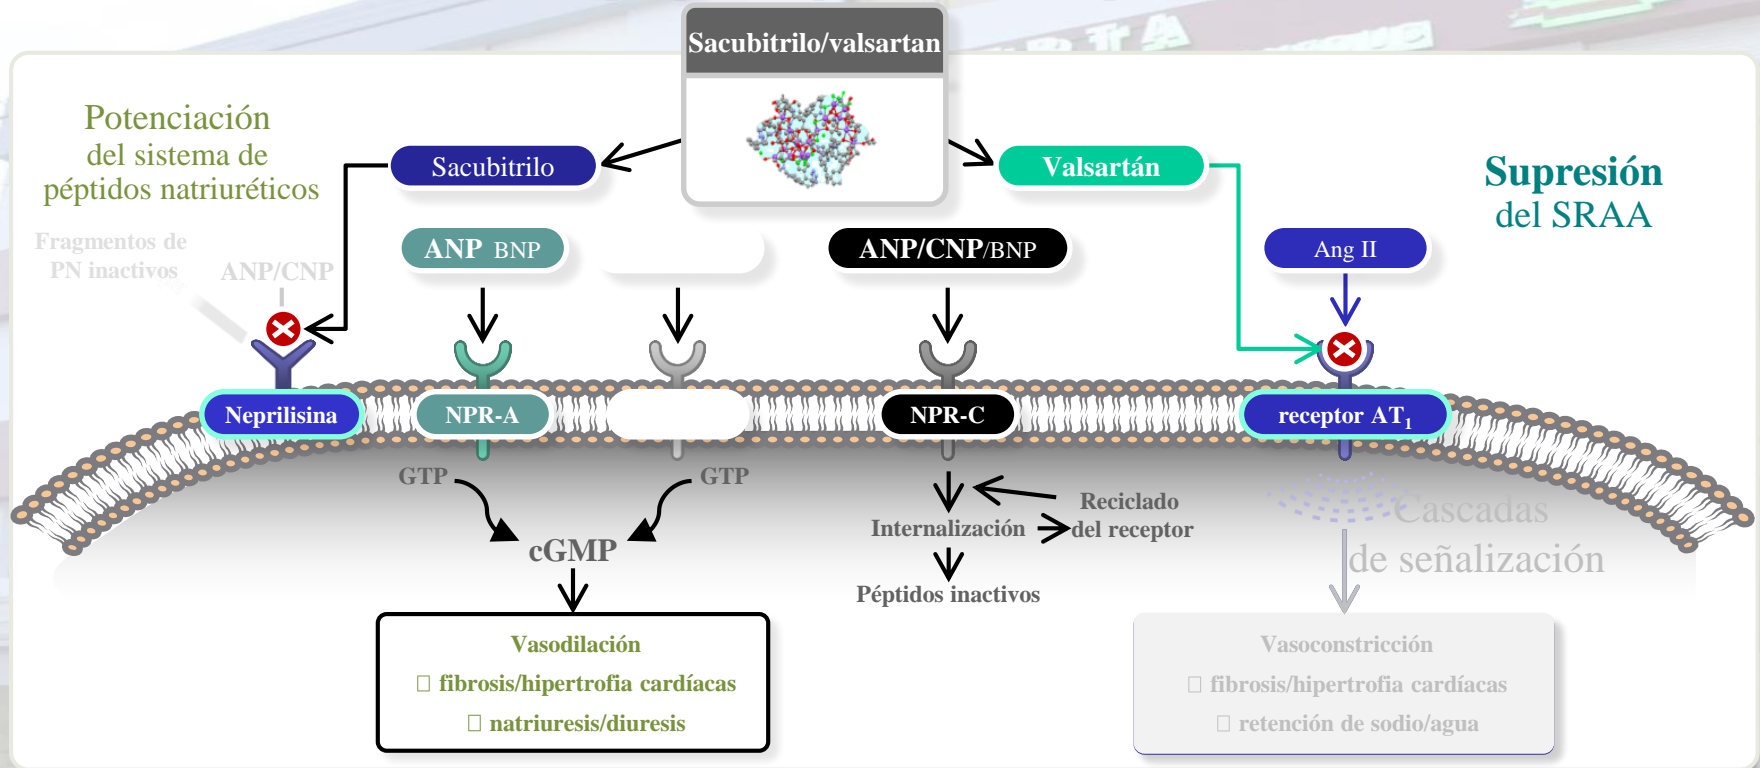 Sacubitrilo/valsartan
Potenciación
del sistema de
péptidos natriuréticos
Sacubitrilo
Valsartán
Supresión
del SRAA
Fragmentos de
PN inactivos
ANP/CNP
ANP BNP
ANP/CNP/BNP
Ang II
Neprilisina
NPR-A
NPR-C
receptor AT1
GTP
GTP
cGMP
Internalización
Reciclado
del receptor
Péptidos inactivos
Cascadas
de señalización
Vasodilación
fibrosis/hipertrofia cardíacas
natriuresis/diuresis
Vasoconstricción
fibrosis/hipertrofia cardíacas
retención de sodio/agua